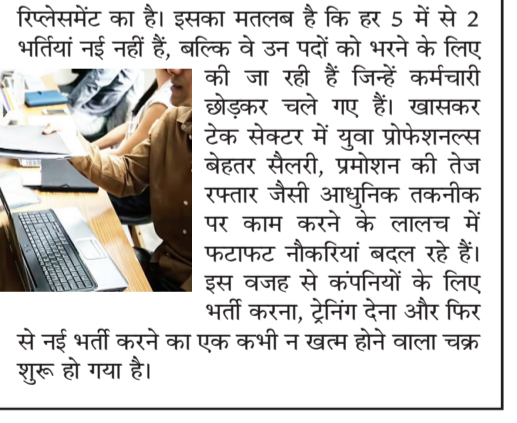 रिप्लेसमेंट का है। इसका मतलब है कि हर 5 में से 2
भर्तियां नई नहीं हैं, बल्कि वे उन पदों को भरने के लिए
की जा रही हैं जिन्हें कर्मचारी
छोड़कर चले गए हैं। खासकर
टेक सेक्टर में युवा प्रोफेशनल्स
बेहतर सैलरी, प्रमोशन की तेज
रफ्तार जैसी आधुनिक तकनीक
पर काम करने के लालच में
फटाफट नौकरियां बदल रहे हैं।
इस वजह से कंपनियों के लिए
भर्ती करना, ट्रेनिंग देना और फिर
से नई भर्ती करने का एक कभी न खत्म होने वाला चक्र
शुरू हो गया है।